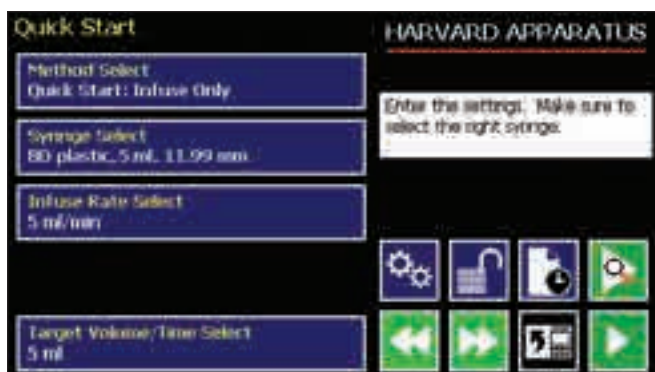 Quick Start
Method Select
Quick Start: Infuse Only
Syringe Select
BD plastic, 5 ml, 11.99 mm
Infuse Rate Select
5 ml/min
Target Volume/Time Select
5 ml
HARVARD APPARATUS
Enter the settings. Make sure to
select the right syringe.